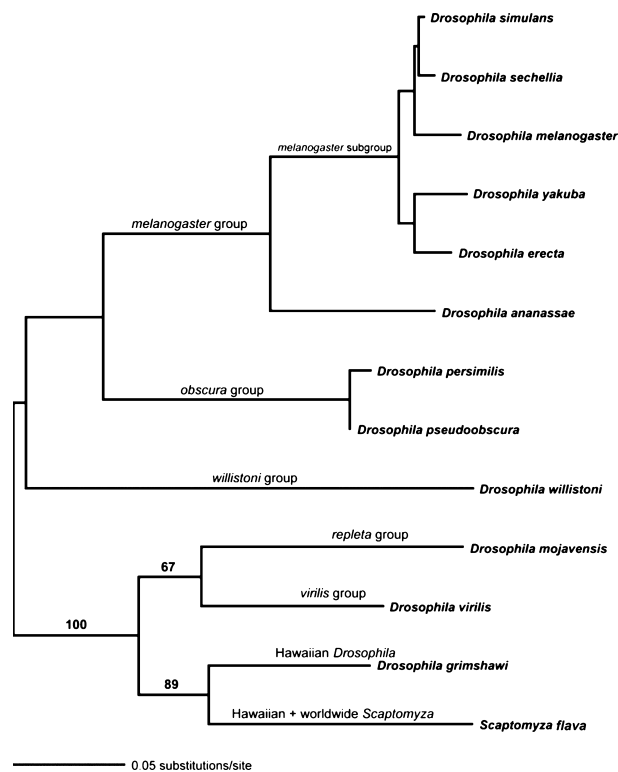 Drosophila simulans
Drosophila sechellia
Drosophila melanogaster
melanogaster subgroup
Drosophila yakuba
melanogaster group
Drosophila erecta
Drosophila ananassae
Drosophila persimilis
obscura group
Drosophila pseudoobscura
willistoni group
Drosophila willistoni
repleta group
Drosophila mojavensis
67
virilis group
Drosophila virilis
100
Hawaiian Drosophila
Drosophila grimshawi
89
Hawaiian + worldwide Scaptomyza
Scaptomyza flava
0.05 substitutions/site